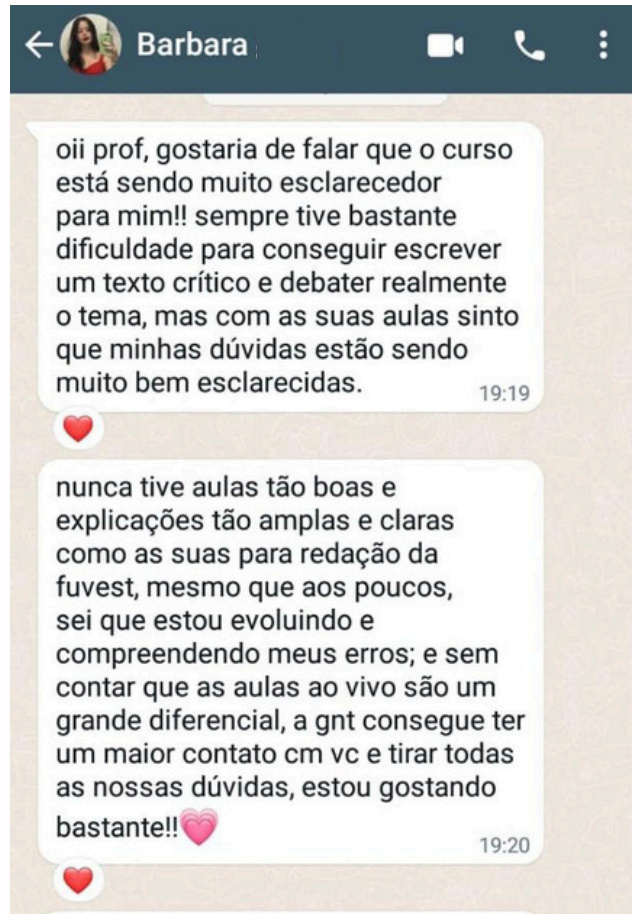 Barbara
oii prof, gostaria de falar que o curso
está sendo muito esclarecedor
para mim!! sempre tive bastante
dificuldade para conseguir escrever
um texto crítico e debater realmente
o tema, mas com as suas aulas sinto
que minhas dúvidas estão sendo
muito bem esclarecidas.
19:19
nunca tive aulas tão boas e
explicações tão amplas e claras
como as suas para redação da
fuvest, mesmo que aos poucos,
sei que estou evoluindo e
compreendendo meus erros; e sem
contar que as aulas ao vivo são um
grande diferencial, a gnt consegue ter
um maior contato cm vc e tirar todas
as nossas dúvidas, estou gostando
bastante!!💗
19:20